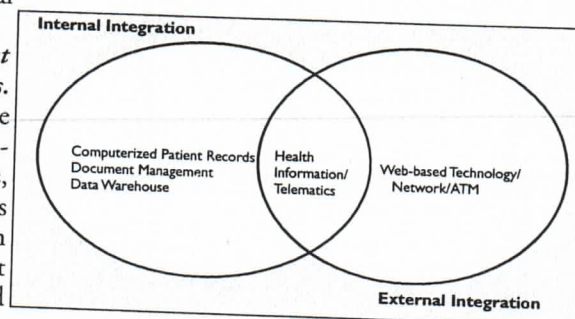 Internal Integration
Computerized Patient Records
Document Management
Data Warehouse
Health
Information/
Telematics
Web-based Technology/
Network/ATM
External Integration